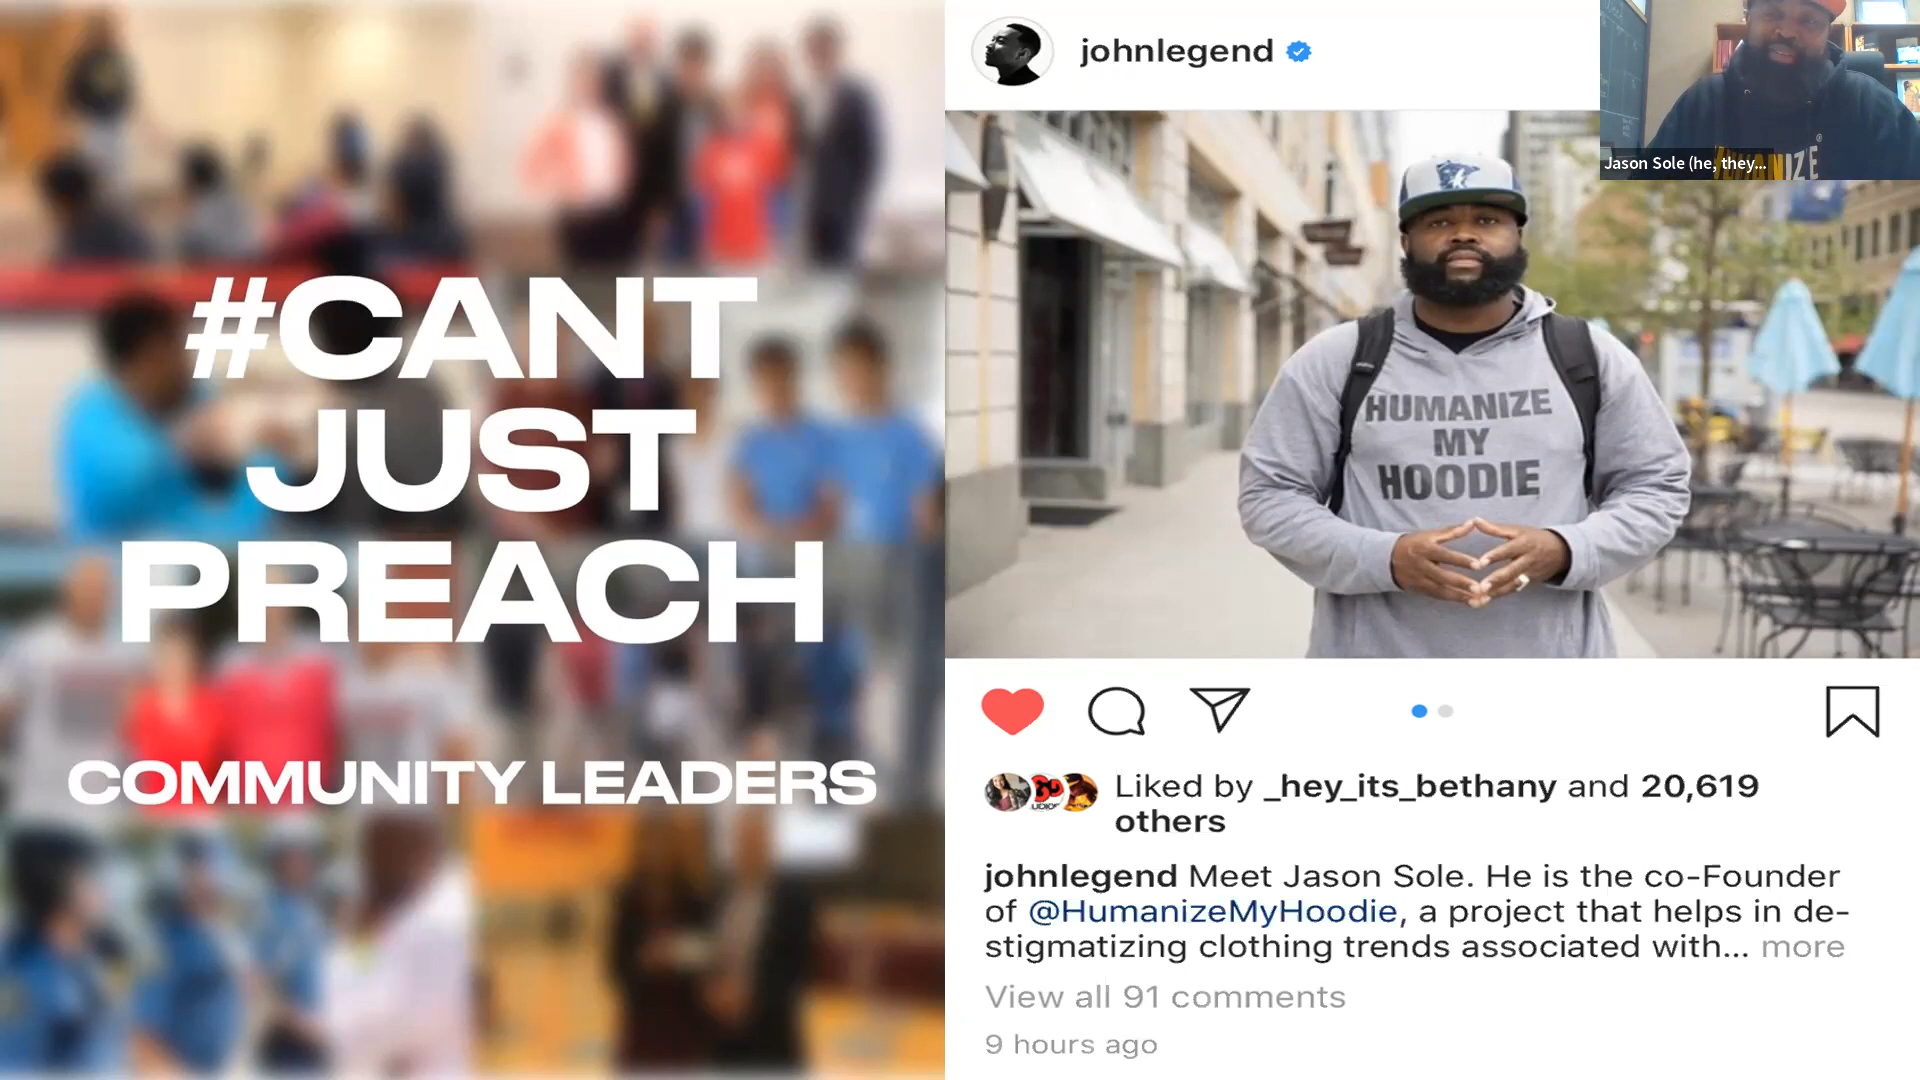 #CANT
JUST
PREACH
COMMUNITY LEADERS
johnlegend
HUMANIZE
MY
HOODIE
Liked by _hey_its_bethany and 20,619
others
johnlegend Meet Jason Sole. He is the co-Founder
of @HumanizeMyHoodie, a project that helps in de-
stigmatizing clothing trends associated with... more
View all 91 comments
9 hours ago
Jason Sole (he, they...